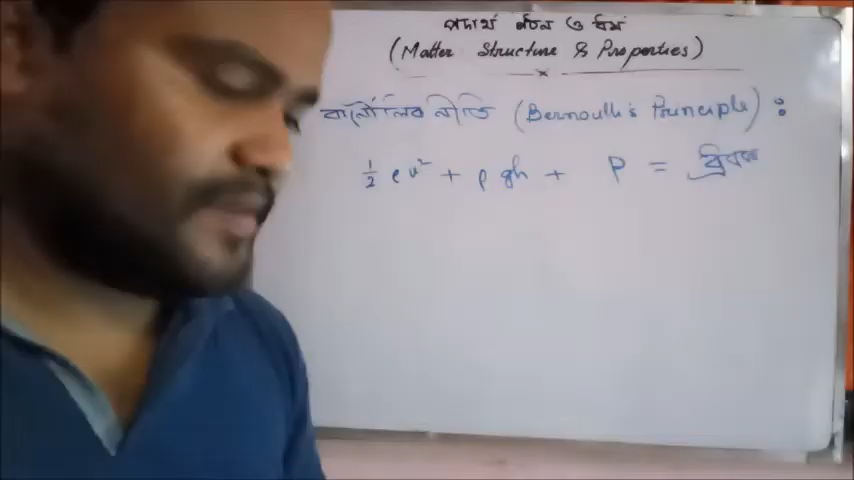 পদার্থ গঠন ও ধর্ম
(Matter Structure & Properties)
বার্নৌলির নীতি (Bernoulli's Principle) :
½ ρv² + ρgh + P = ধ্রুবক